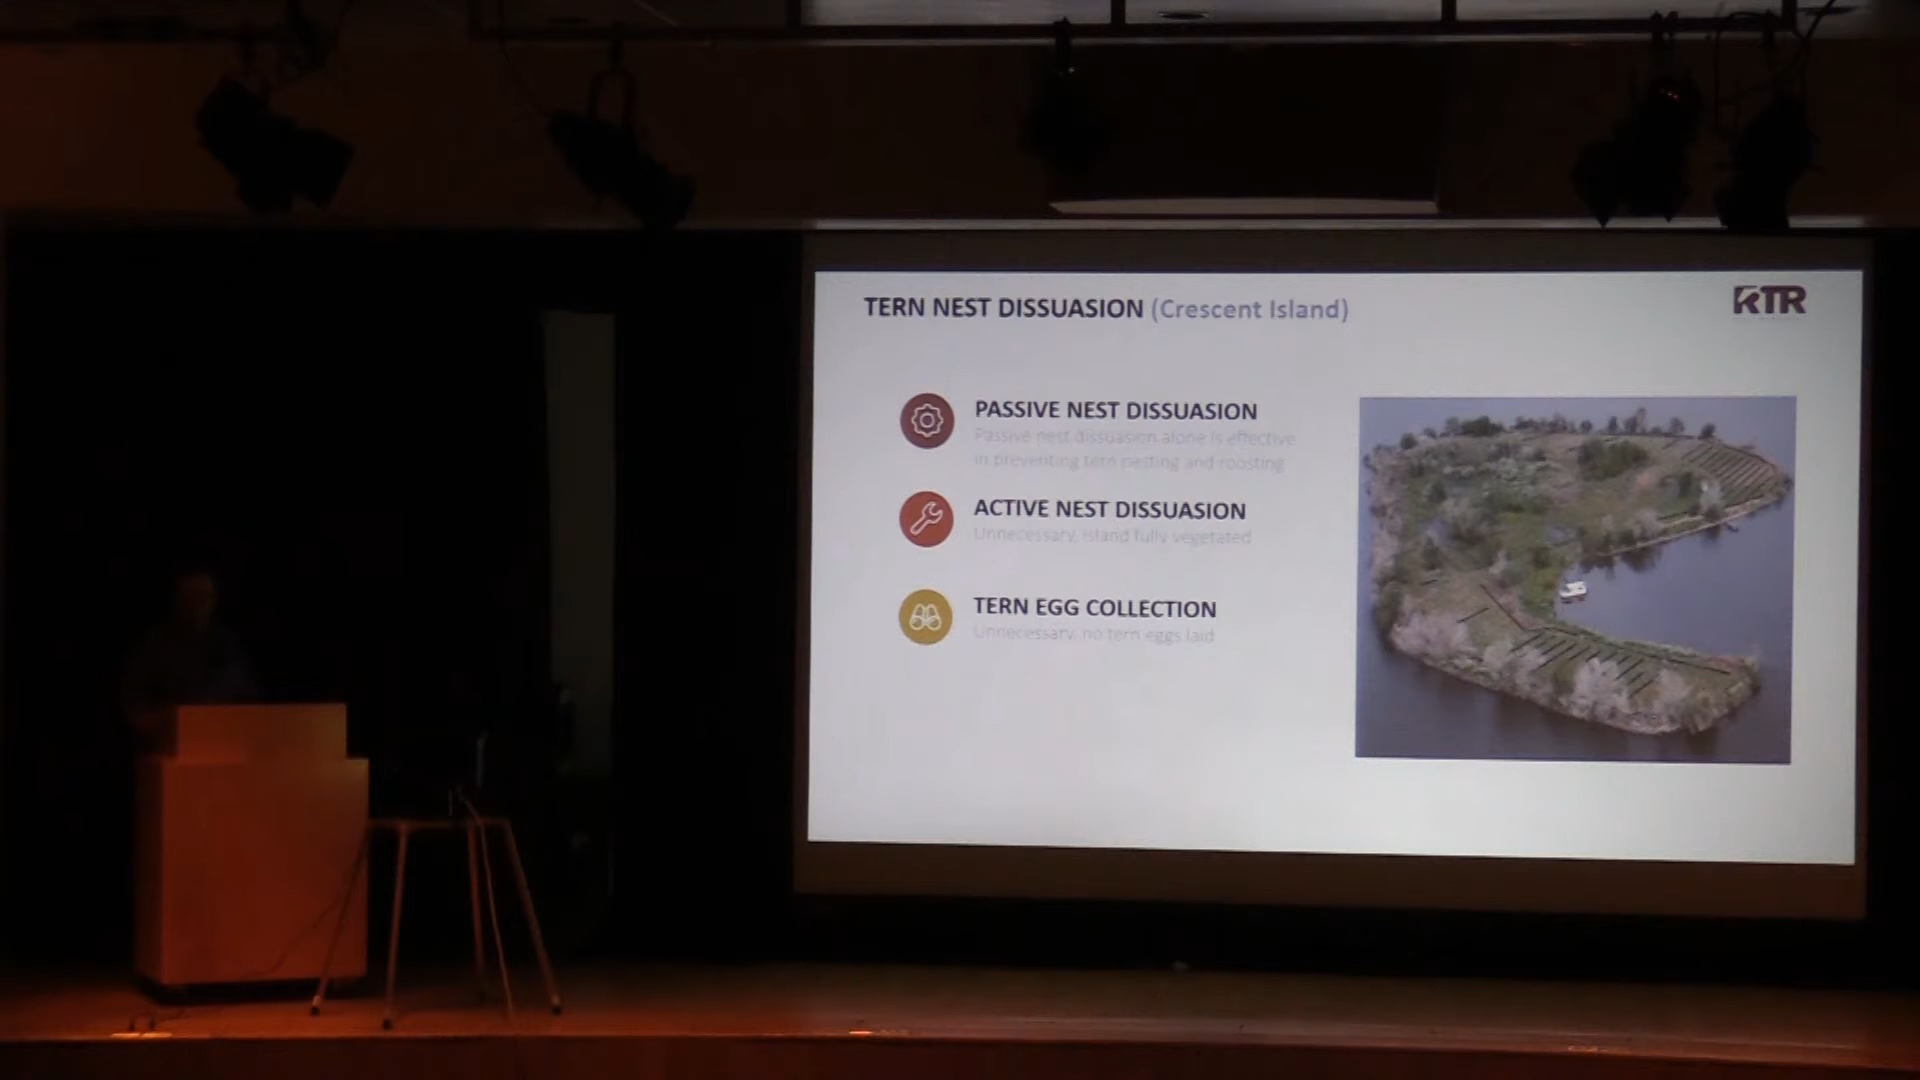 TERN NEST DISSUASION (Crescent Island)
RTR
PASSIVE NEST DISSUASION
Passive nest dissuasion alone is effective
in preventing tern nesting and roosting
ACTIVE NEST DISSUASION
Unnecessary, island fully vegetated
TERN EGG COLLECTION
Unnecessary, no tern eggs laid